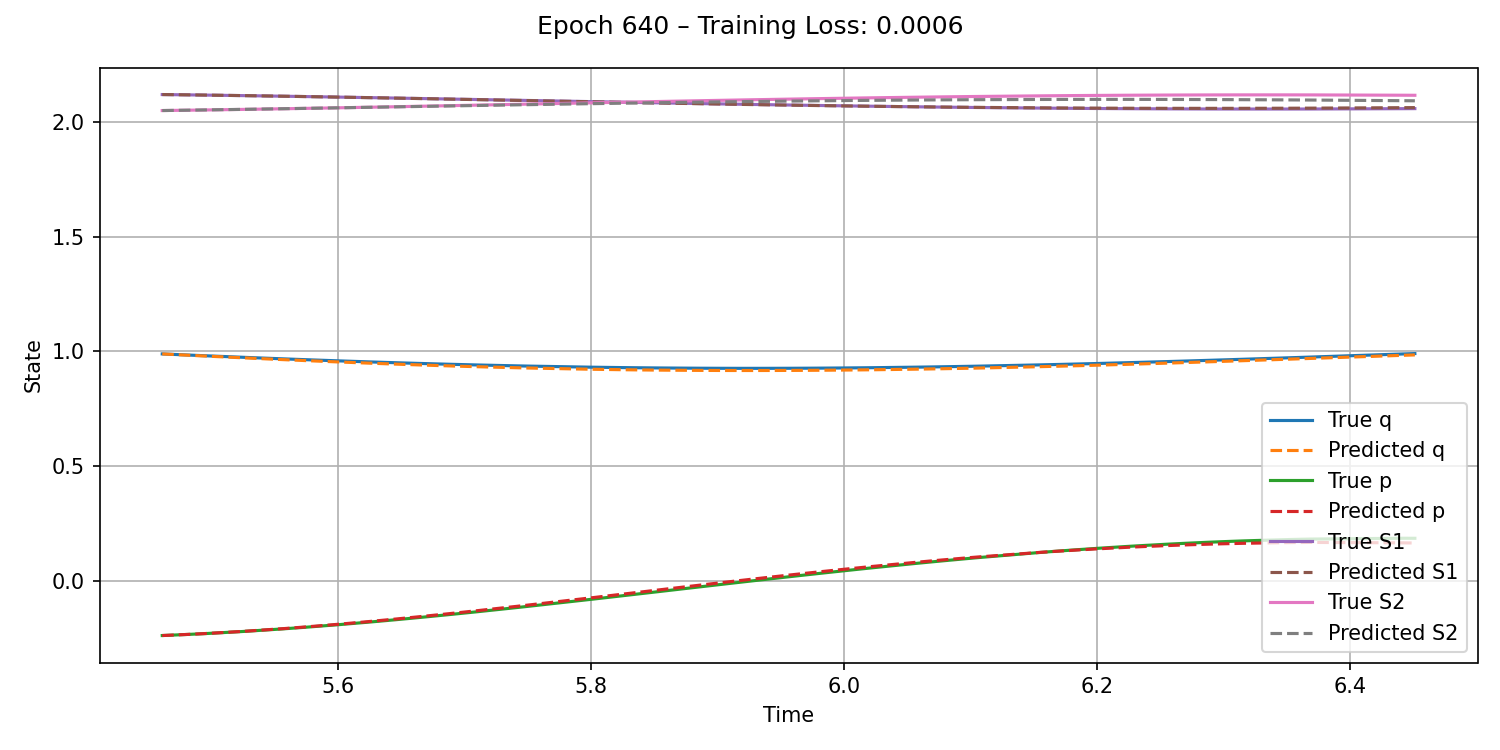 Epoch 640 – Training Loss: 0.0006
State
2.0
1.5
1.0
0.5
0.0
True q
Predicted q
True p
Predicted p
True S1
Predicted S1
True S2
Predicted S2
5.6 5.8 6.0 6.2 6.4
Time